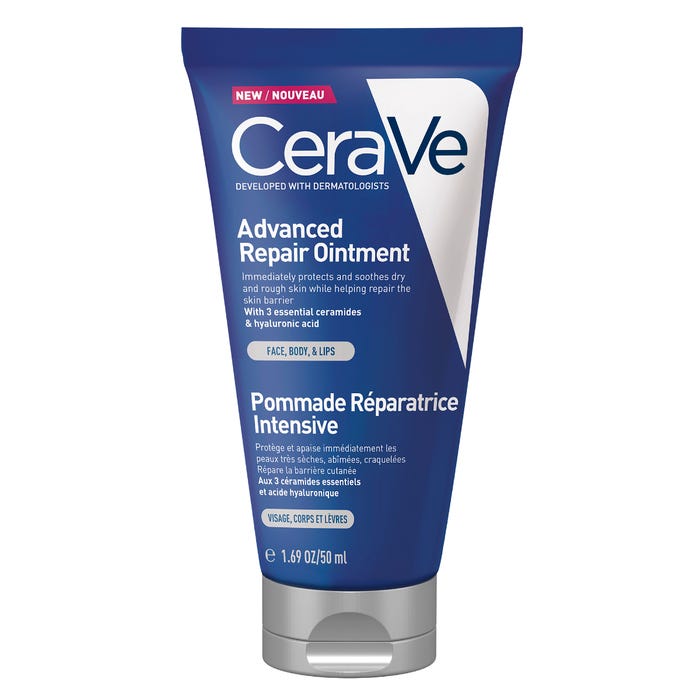 NEW / NOUVEAU
CeraVe
DEVELOPED WITH DERMATOLOGISTS
Advanced
Repair Ointment
Immediately protects and soothes dry
and rough skin while helping repair the
skin barrier
With 3 essential ceramides
& hyaluronic acid
FACE, BODY, & LIPS
Pommade Réparatrice
Intensive
Protège et apaise immédiatement les
peaux très sèches, abîmées, craquelées
Répare la barrière cutanée
Aux 3 céramides essentiels
et acide hyaluronique
VISAGE, CORPS ET LÈVRES
℮ 1.69 OZ/50 ml